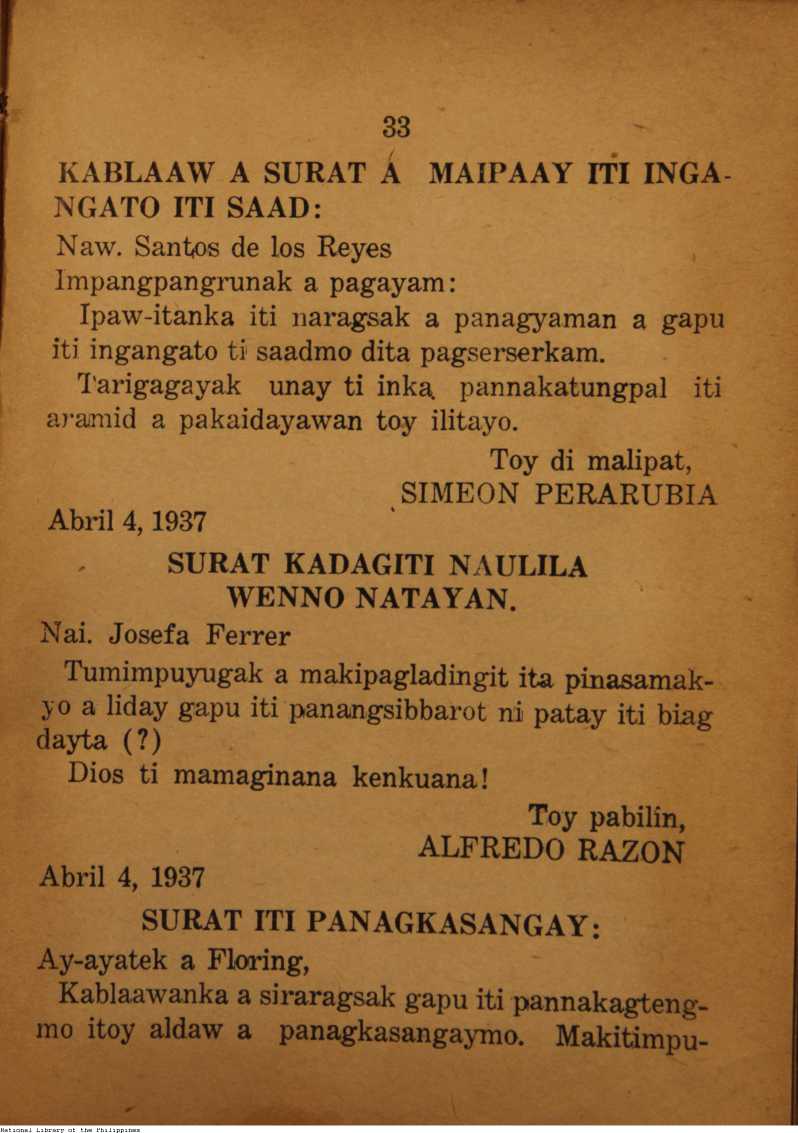 33
KABLAAW A SURAT A MAIPAAY ITI INGA-
NGATO ITI SAAD:
Naw. Santos de los Reyes
Impangpangrunak a pagayam:
Ipaw-itanka iti naragsak a panagyaman a gapu
iti ingangato ti saadmo dita pagserserkam.
Tarigagayak unay ti inka pannakatungpal iti
aramid a pakaidayawan toy ilitayo.
Toy di malipat,
SIMEON PERARUBIA
Abril 4, 1937
SURAT KADAGITI NAULILA
WENNO NATAYAN.
Nai. Josefa Ferrer
Tumimpuyugak a makipagladingit ita pinasamak-
yo a liday gapu iti panangsibbarot ni patay iti biag
dayta (?)
Dios ti mamaginana kenkuana!
Toy pabilin,
ALFREDO RAZON
Abril 4, 1937
SURAT ITI PANAGKASANGAY:
Ay-ayatek a Floring,
Kablaawanka a siraragsak gapu iti pannakagteng-
mo itoy aldaw a panagkasangaymo. Makitimpu-
National Library of the Philippines